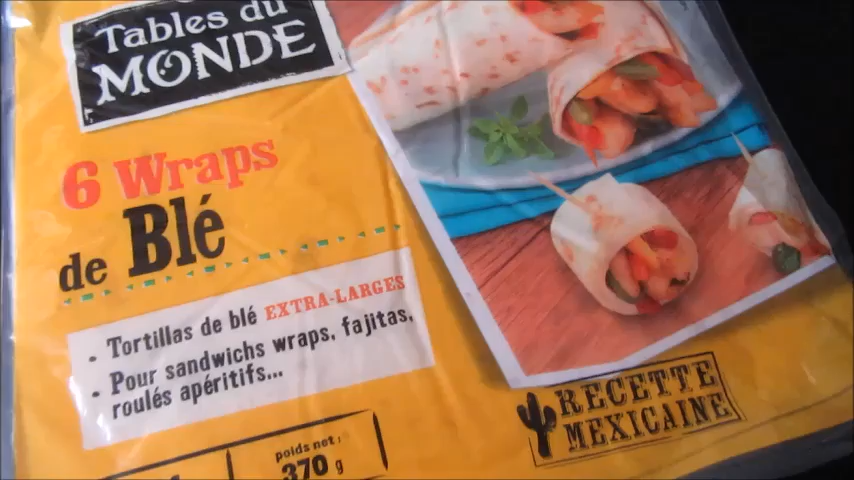 Tables du
MONDE
6 Wraps
de Blé
- Tortillas de blé EXTRA-LARGES
- Pour sandwichs wraps, fajitas,
roulés apéritifs...
poids net :
370 g
RECETTE
MEXICAINE